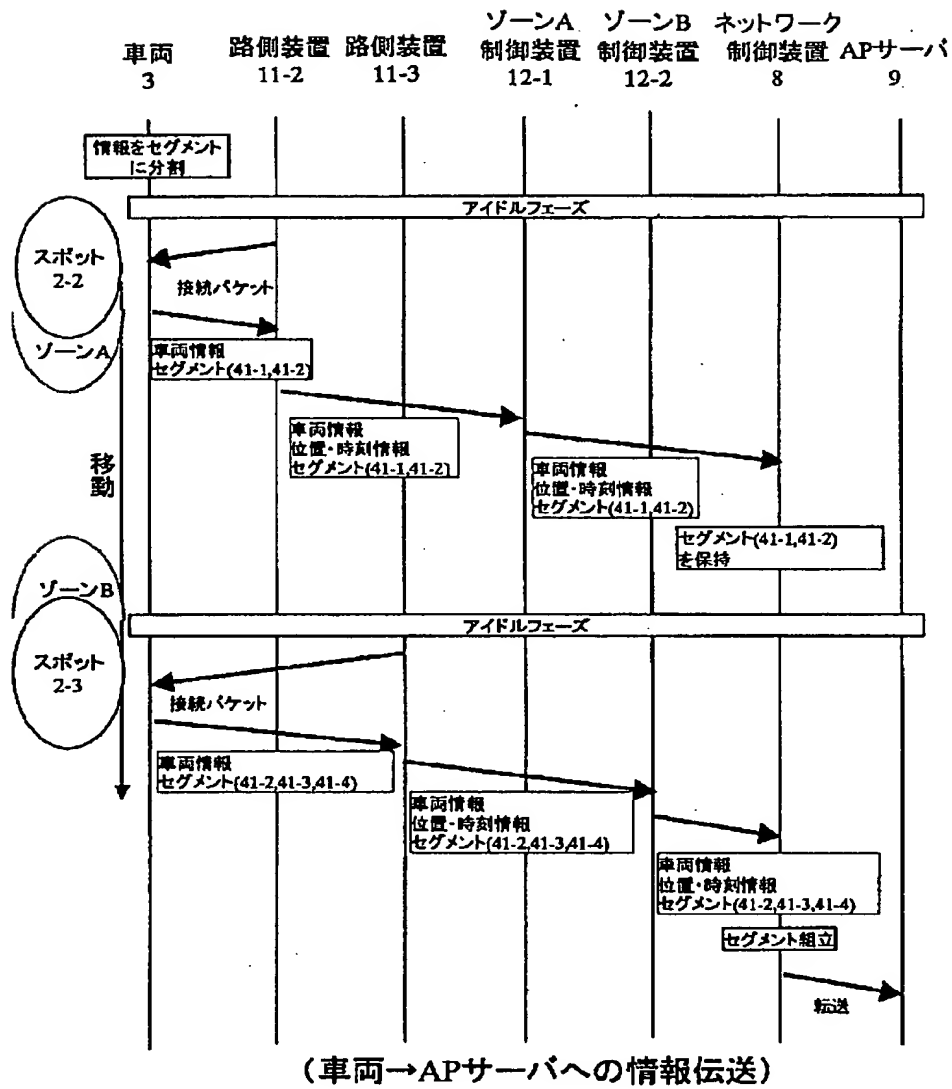 車両
3
路側装置
11-2
路側装置
11-3
ゾーンA
制御装置
12-1
ゾーンB
制御装置
12-2
ネットワーク
制御装置
8
APサーバ
9
情報をセグメント
に分割
アイドルフェーズ
スポット
2-2
接続パケット
ゾーンA
車両情報
セグメント(41-1,41-2)
車両情報
位置・時刻情報
セグメント(41-1,41-2)
車両情報
位置・時刻情報
セグメント(41-1,41-2)
移動
セグメント(41-1,41-2)
を保持
ゾーンB
アイドルフェーズ
スポット
2-3
接続パケット
車両情報
セグメント(41-2,41-3,41-4)
車両情報
位置・時刻情報
セグメント(41-2,41-3,41-4)
車両情報
位置・時刻情報
セグメント(41-2,41-3,41-4)
セグメント組立
転送
(車両→APサーバへの情報伝送)